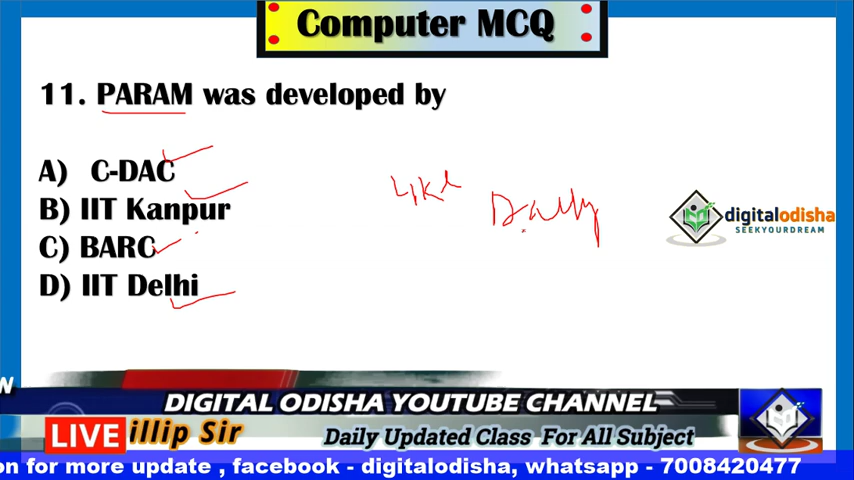 Computer MCQ
11. PARAM was developed by
A) C-DAC
B) IIT Kanpur
C) BARC
D) IIT Delhi
Like
Daily
digitalodisha
SEEKYOURDREAM
W
DIGITAL ODISHA YOUTUBE CHANNEL
LIVE illip Sir
Daily Updated Class For All Subject
on for more update , facebook - digitalodisha, whatsapp - 7008420477